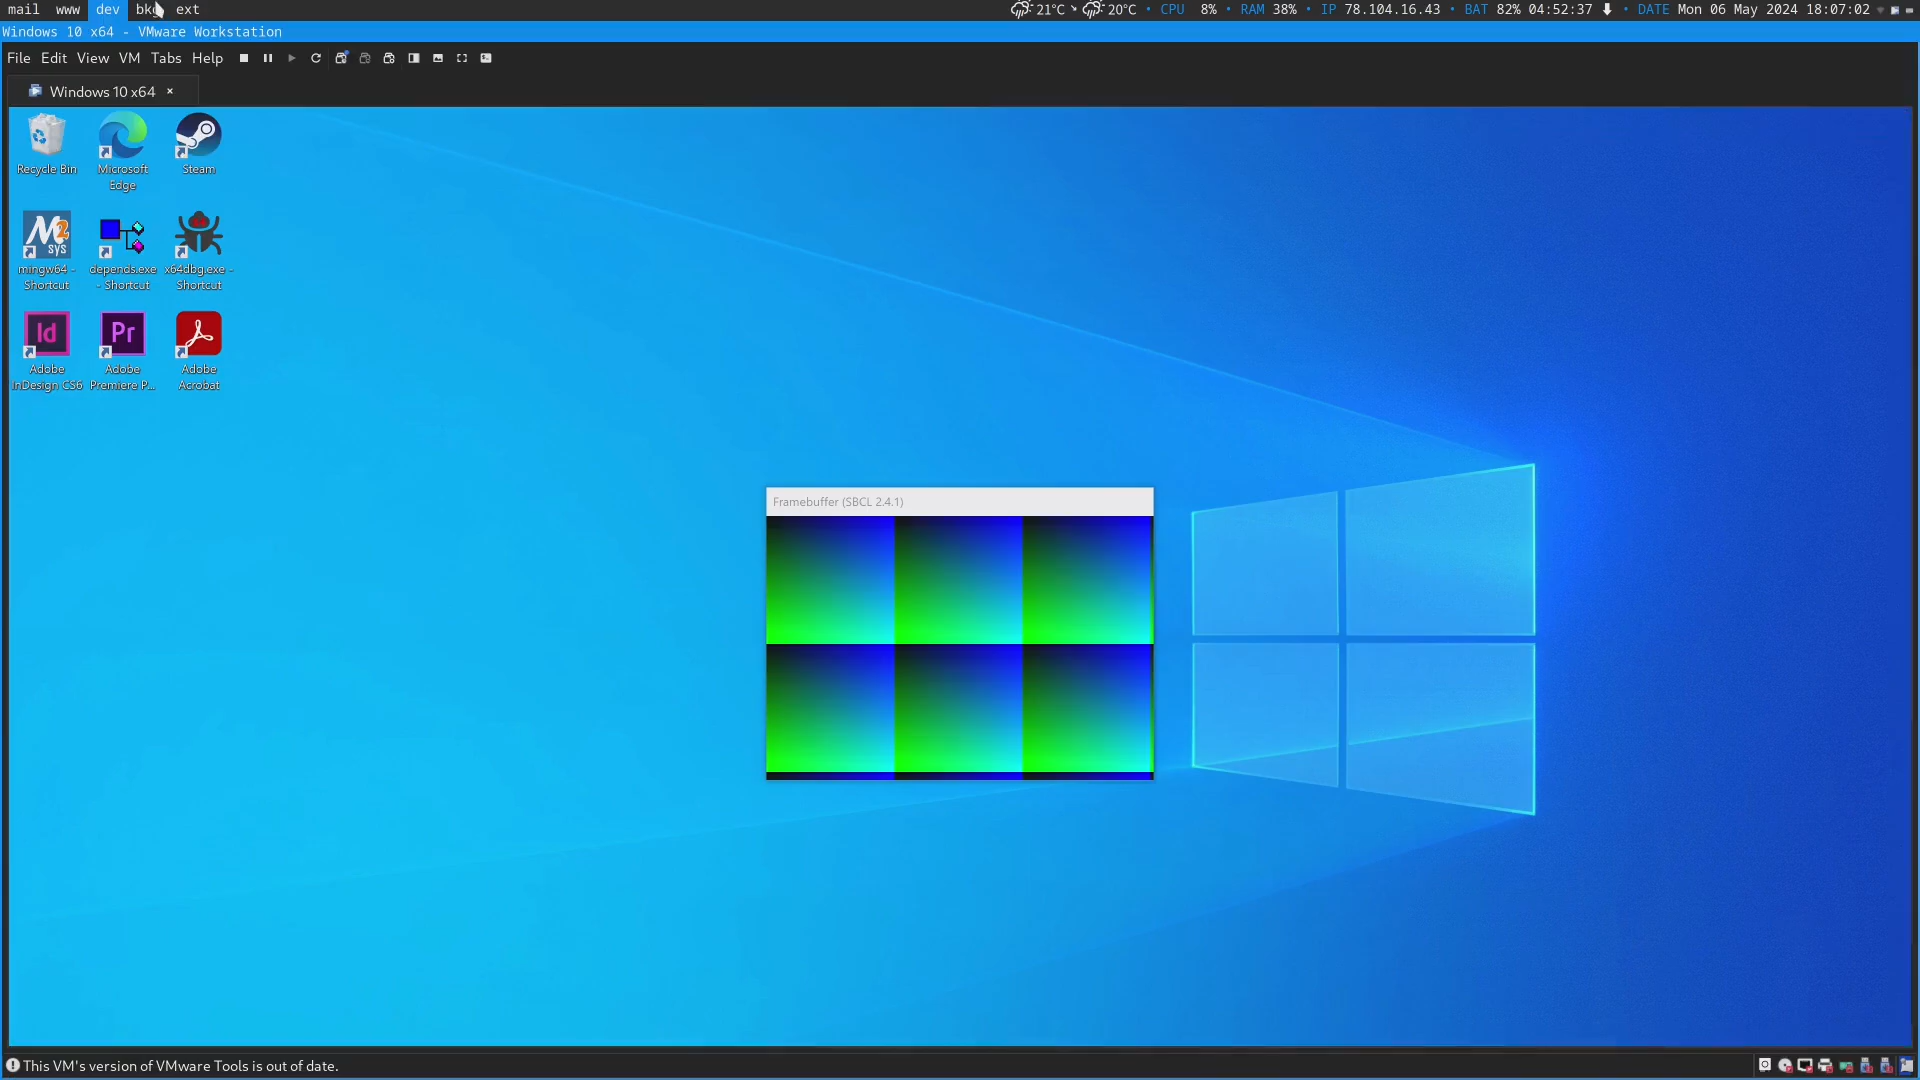 mail www dev ext
21°C 20°C • CPU 8% • RAM 38% • IP 78.104.16.43 • BAT 82% 04:52:37 • DATE Mon 06 May 2024 18:07:02
Windows 10 x64 - VMware Workstation
File Edit View VM Tabs Help
Windows 10 x64 ×
Recycle Bin
Microsoft
Edge
Steam
M2
sys
mingw64 -
Shortcut
depends.exe
- Shortcut
x64dbg.exe -
Shortcut
Id
Pr
Adobe
InDesign CS6
Adobe
Premiere P...
Adobe
Acrobat
Framebuffer (SBCL 2.4.1)
This VM's version of VMware Tools is out of date.